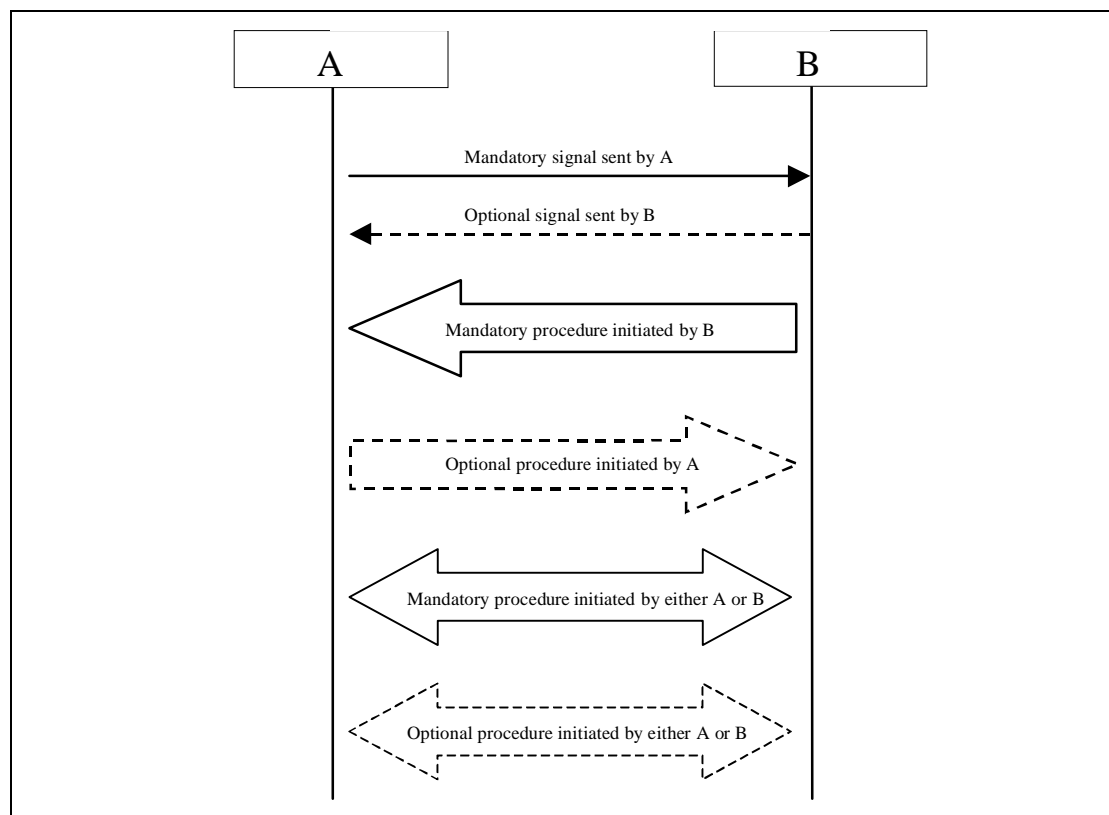 A
B
Mandatory signal sent by A
Optional signal sent by B
Mandatory procedure initiated by B
Optional procedure initiated by A
Mandatory procedure initiated by either A or B
Optional procedure initiated by either A or B